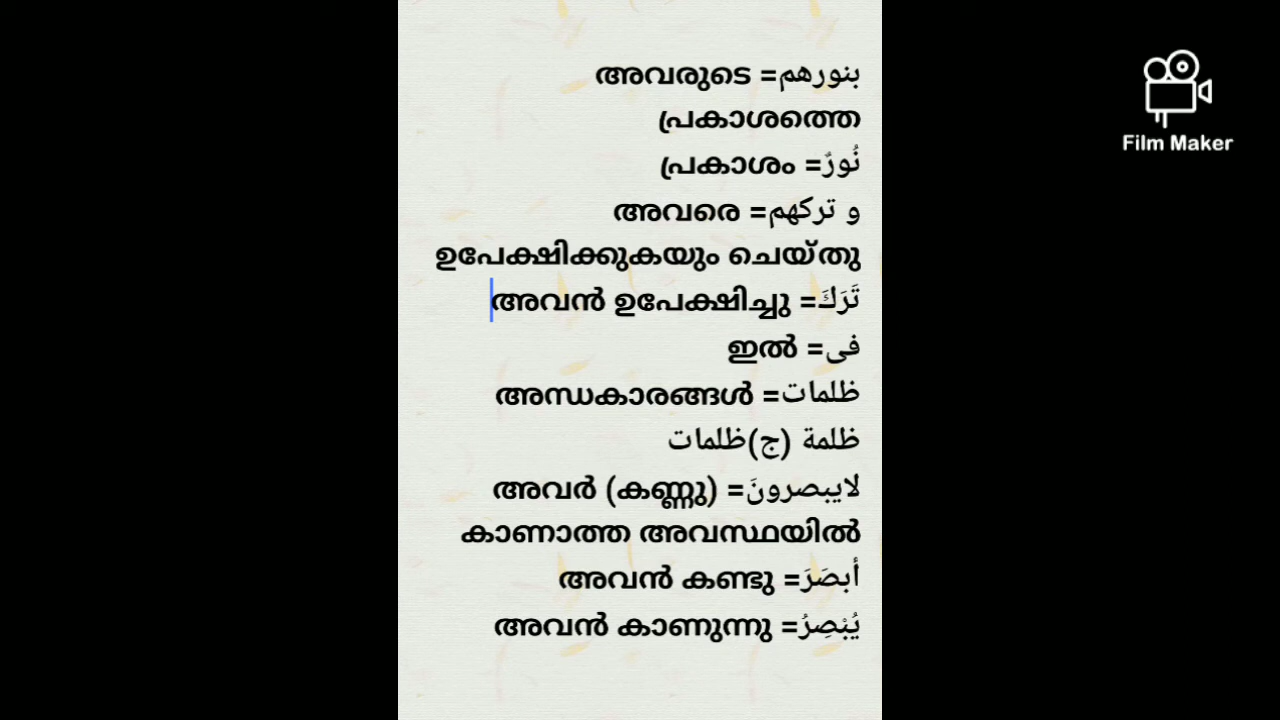 بنورهم= അവരുടെ
പ്രകാശത്തെ
نُورٌ= പ്രകാശം
و تركهم= അവരെ
ഉപേക്ഷിക്കുകയും ചെയ്തു
تَرَكَ= അവൻ ഉപേക്ഷിച്ചു
فى= ഇൽ
ظلمات= അന്ധകാരങ്ങൾ
ظلمة (ج)ظلمات
لايبصرونَ= അവർ (കണ്ണു)
കാണാത്ത അവസ്ഥയിൽ
أبصَرَ= അവൻ കണ്ടു
يُبْصِرُ= അവൻ കാണുന്നു
Film Maker